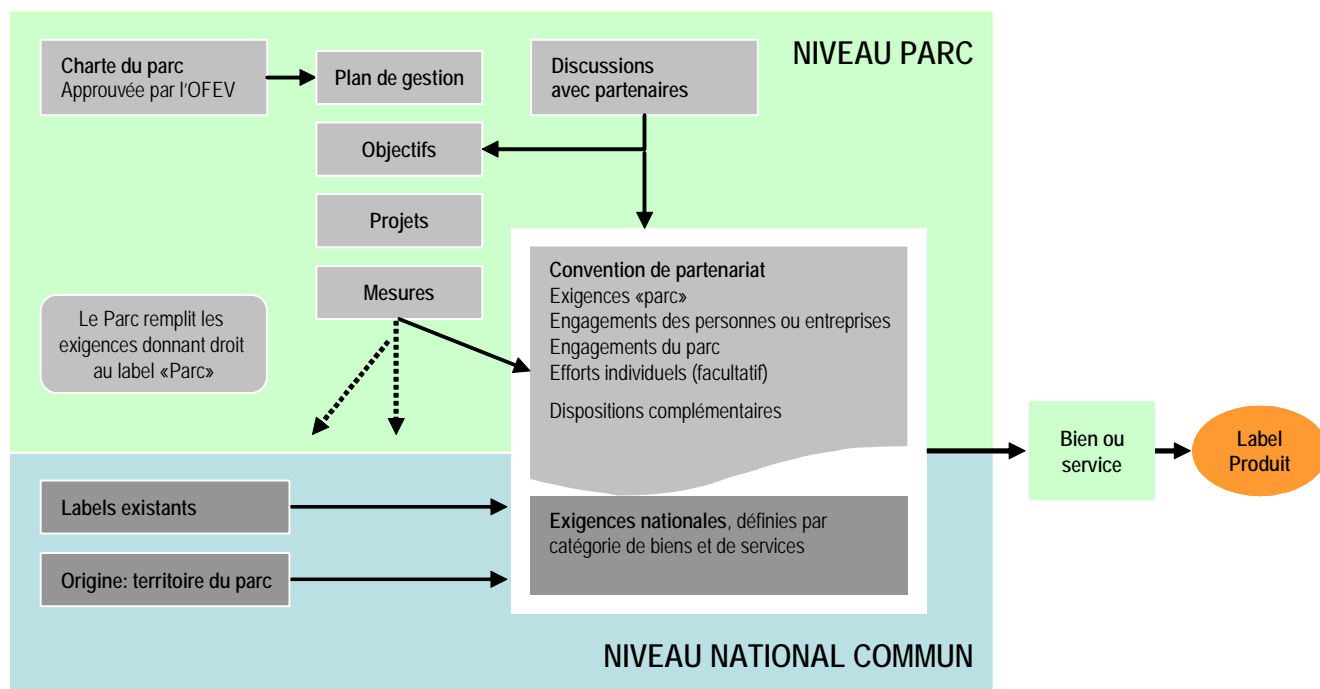 NIVEAU PARC
Charte du parc
Approuvée par l'OFEV
Plan de gestion
Discussions
avec partenaires
Objectifs
Projets
Mesures
Le Parc remplit les
exigences donnant droit
au label «Parc»
Convention de partenariat
Exigences «parc»
Engagements des personnes ou entreprises
Engagements du parc
Efforts individuels (facultatif)
Dispositions complémentaires
Bien ou
service
Label
Produit
Labels existants
Origine: territoire du parc
Exigences nationales, définies par
catégorie de biens et de services
NIVEAU NATIONAL COMMUN